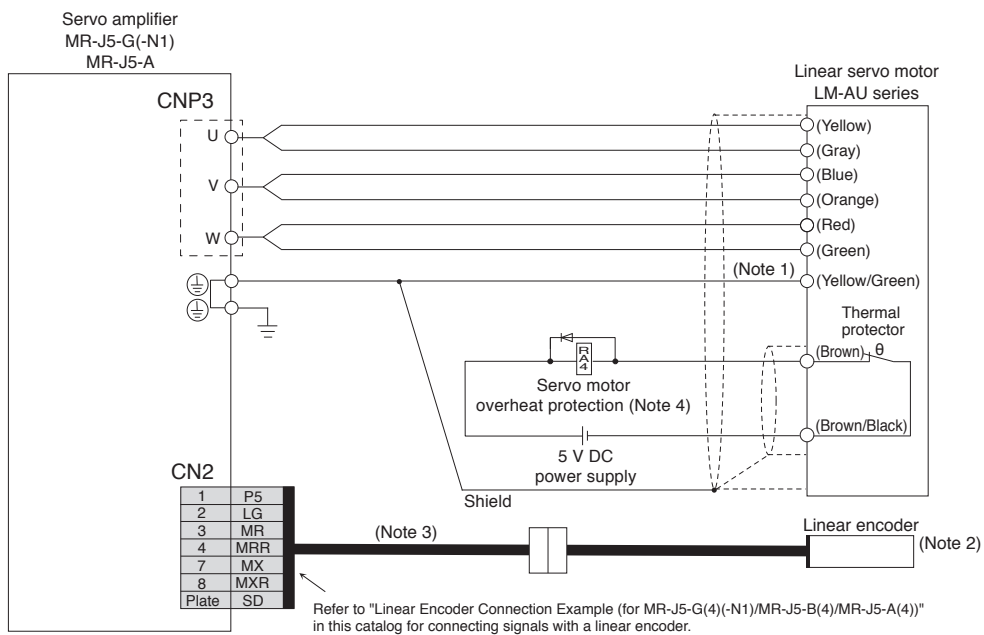 Servo amplifier
MR-J5-G(-N1)
MR-J5-A
Linear servo motor
LM-AU series
CNP3
U
V
W
(Yellow)
(Gray)
(Blue)
(Orange)
(Red)
(Green)
(Note 1)
(Yellow/Green)
Thermal
protector
(Brown) θ
RA4
Servo motor
overheat protection (Note 4)
(Brown/Black)
5 V DC
power supply
Shield
CN2
1 P5
2 LG
3 MR
4 MRR
7 MX
8 MXR
Plate SD
(Note 3)
Linear encoder
(Note 2)
Refer to "Linear Encoder Connection Example (for MR-J5-G(4)(-N1)/MR-J5-B(4)/MR-J5-A(4))"
in this catalog for connecting signals with a linear encoder.